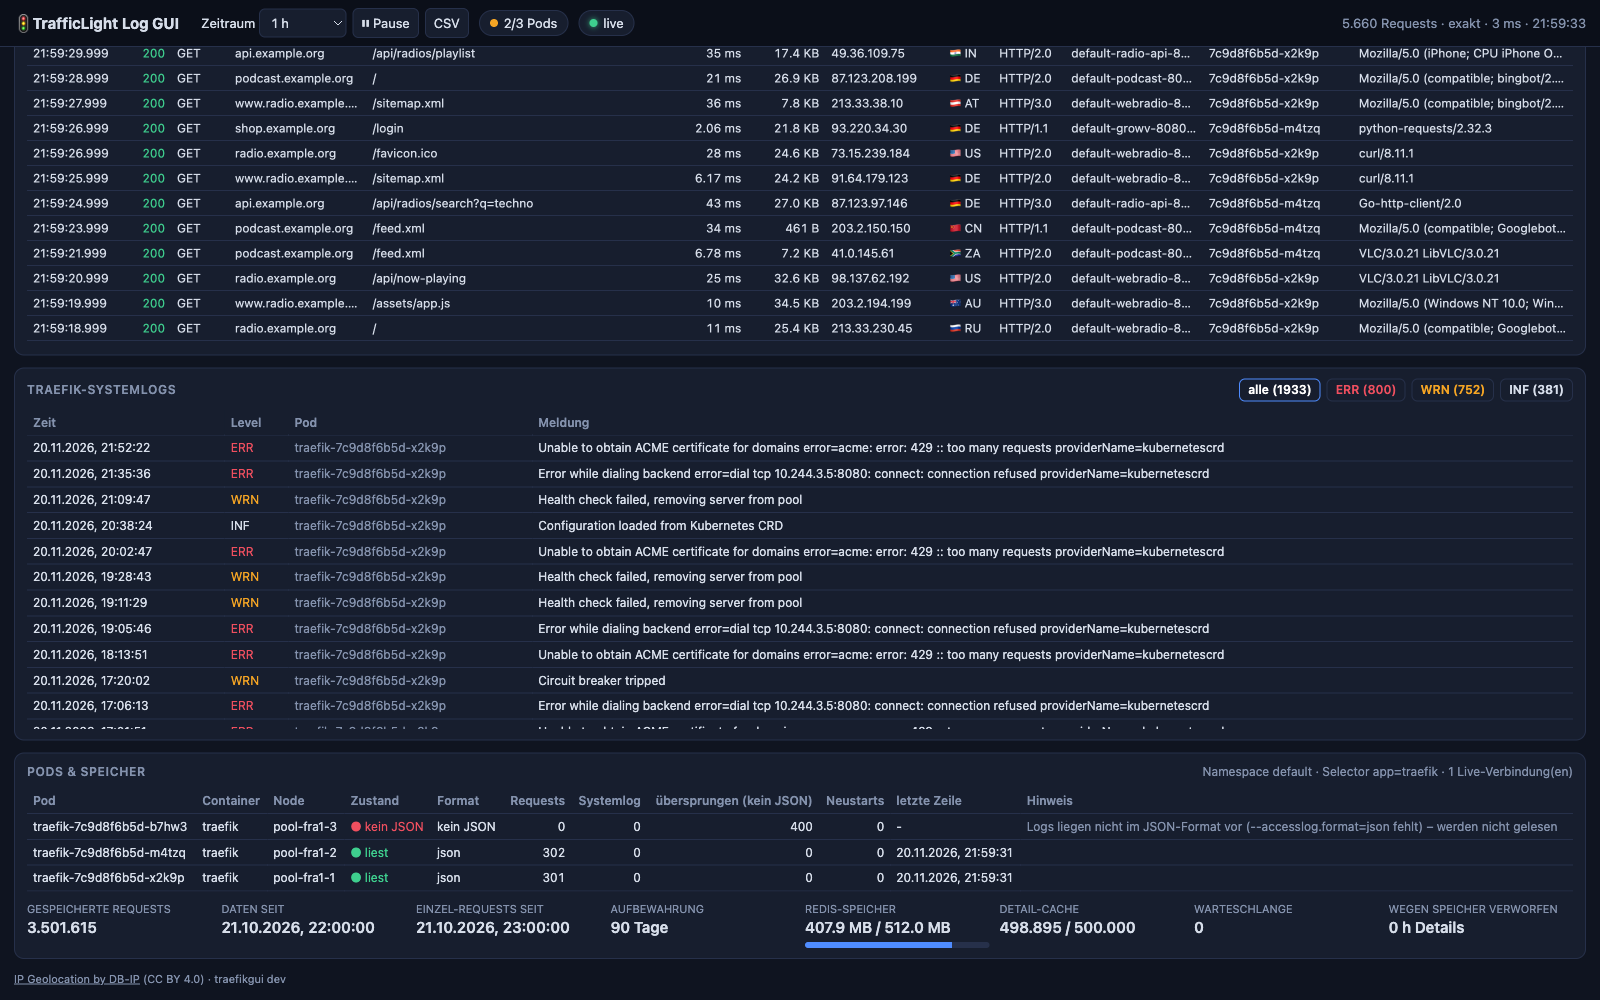 TrafficLight Log GUI Zeitraum 1 h Pause CSV 2/3 Pods live 5.660 Requests · exakt · 3 ms · 21:59:33
21:59:29.999 200 GET api.example.org /api/radios/playlist 35 ms 17.4 KB 49.36.109.75 IN HTTP/2.0 default-radio-api-8... 7c9d8f6b5d-x2k9p Mozilla/5.0 (iPhone; CPU iPhone O...
21:59:28.999 200 GET podcast.example.org / 21 ms 26.9 KB 87.123.208.199 DE HTTP/2.0 default-podcast-80... 7c9d8f6b5d-x2k9p Mozilla/5.0 (compatible; bingbot/2....
21:59:27.999 200 GET www.radio.example.... /sitemap.xml 36 ms 7.8 KB 213.33.38.10 AT HTTP/3.0 default-webradio-8... 7c9d8f6b5d-x2k9p Mozilla/5.0 (compatible; bingbot/2....
21:59:26.999 200 GET shop.example.org /login 2.06 ms 21.8 KB 93.220.34.30 DE HTTP/1.1 default-growv-8080... 7c9d8f6b5d-m4tzq python-requests/2.32.3
21:59:26.999 200 GET radio.example.org /favicon.ico 28 ms 24.6 KB 73.15.239.184 US HTTP/2.0 default-webradio-8... 7c9d8f6b5d-x2k9p curl/8.11.1
21:59:25.999 200 GET www.radio.example.... /sitemap.xml 6.17 ms 24.2 KB 91.64.179.123 DE HTTP/2.0 default-webradio-8... 7c9d8f6b5d-x2k9p curl/8.11.1
21:59:24.999 200 GET api.example.org /api/radios/search?q=techno 43 ms 27.0 KB 87.123.97.146 DE HTTP/3.0 default-radio-api-8... 7c9d8f6b5d-m4tzq Go-http-client/2.0
21:59:23.999 200 GET podcast.example.org /feed.xml 34 ms 461 B 203.2.150.150 CN HTTP/1.1 default-podcast-80... 7c9d8f6b5d-m4tzq Mozilla/5.0 (compatible; Googlebot...
21:59:21.999 200 GET podcast.example.org /feed.xml 6.78 ms 7.2 KB 41.0.145.61 ZA HTTP/2.0 default-podcast-80... 7c9d8f6b5d-m4tzq VLC/3.0.21 LibVLC/3.0.21
21:59:20.999 200 GET radio.example.org /api/now-playing 25 ms 32.6 KB 98.137.62.192 US HTTP/2.0 default-webradio-8... 7c9d8f6b5d-x2k9p VLC/3.0.21 LibVLC/3.0.21
21:59:19.999 200 GET www.radio.example.... /assets/app.js 10 ms 34.5 KB 203.2.194.199 AU HTTP/3.0 default-webradio-8... 7c9d8f6b5d-x2k9p Mozilla/5.0 (Windows NT 10.0; Win...
21:59:18.999 200 GET radio.example.org / 11 ms 25.4 KB 213.33.230.45 RU HTTP/2.0 default-webradio-8... 7c9d8f6b5d-x2k9p Mozilla/5.0 (compatible; Googlebot...
TRAEFIK-SYSTEMLOGS alle (1933) ERR (800) WRN (752) INF (381)
Zeit Level Pod Meldung
20.11.2026, 21:52:22 ERR traefik-7c9d8f6b5d-x2k9p Unable to obtain ACME certificate for domains error=acme: error: 429 :: too many requests providerName=kubernetescrd
20.11.2026, 21:35:36 ERR traefik-7c9d8f6b5d-x2k9p Error while dialing backend error=dial tcp 10.244.3.5:8080: connect: connection refused providerName=kubernetescrd
20.11.2026, 21:09:47 WRN traefik-7c9d8f6b5d-x2k9p Health check failed, removing server from pool
20.11.2026, 20:38:24 INF traefik-7c9d8f6b5d-x2k9p Configuration loaded from Kubernetes CRD
20.11.2026, 20:02:47 ERR traefik-7c9d8f6b5d-x2k9p Unable to obtain ACME certificate for domains error=acme: error: 429 :: too many requests providerName=kubernetescrd
20.11.2026, 19:28:43 WRN traefik-7c9d8f6b5d-x2k9p Health check failed, removing server from pool
20.11.2026, 19:11:29 WRN traefik-7c9d8f6b5d-x2k9p Health check failed, removing server from pool
20.11.2026, 19:05:46 ERR traefik-7c9d8f6b5d-x2k9p Error while dialing backend error=dial tcp 10.244.3.5:8080: connect: connection refused providerName=kubernetescrd
20.11.2026, 18:13:51 ERR traefik-7c9d8f6b5d-x2k9p Unable to obtain ACME certificate for domains error=acme: error: 429 :: too many requests providerName=kubernetescrd
20.11.2026, 17:20:02 WRN traefik-7c9d8f6b5d-x2k9p Circuit breaker tripped
20.11.2026, 17:06:13 ERR traefik-7c9d8f6b5d-x2k9p Error while dialing backend error=dial tcp 10.244.3.5:8080: connect: connection refused providerName=kubernetescrd
PODS & SPEICHER Namespace default · Selector app=traefik · 1 Live-Verbindung(en)
Pod Container Node Zustand Format Requests Systemlog übersprungen (kein JSON) Neustarts letzte Zeile Hinweis
traefik-7c9d8f6b5d-b7hw3 traefik pool-fra1-3 kein JSON kein JSON 0 0 400 0 - Logs liegen nicht im JSON-Format vor (--accesslog.format=json fehlt) – werden nicht gelesen
traefik-7c9d8f6b5d-m4tzq traefik pool-fra1-2 liest json 302 0 0 0 20.11.2026, 21:59:31
traefik-7c9d8f6b5d-x2k9p traefik pool-fra1-1 liest json 301 0 0 0 20.11.2026, 21:59:31
GESPEICHERTE REQUESTS DATEN SEIT EINZEL-REQUESTS SEIT AUFBEWAHRUNG REDIS-SPEICHER DETAIL-CACHE WARTESCHLANGE WEGEN SPEICHER VERWORFEN
3.501.615 21.10.2026, 22:00:00 21.10.2026, 23:00:00 90 Tage 407.9 MB / 512.0 MB 498.895 / 500.000 0 0 h Details
IP Geolocation by DB-IP (CC BY 4.0) · traefikgui dev